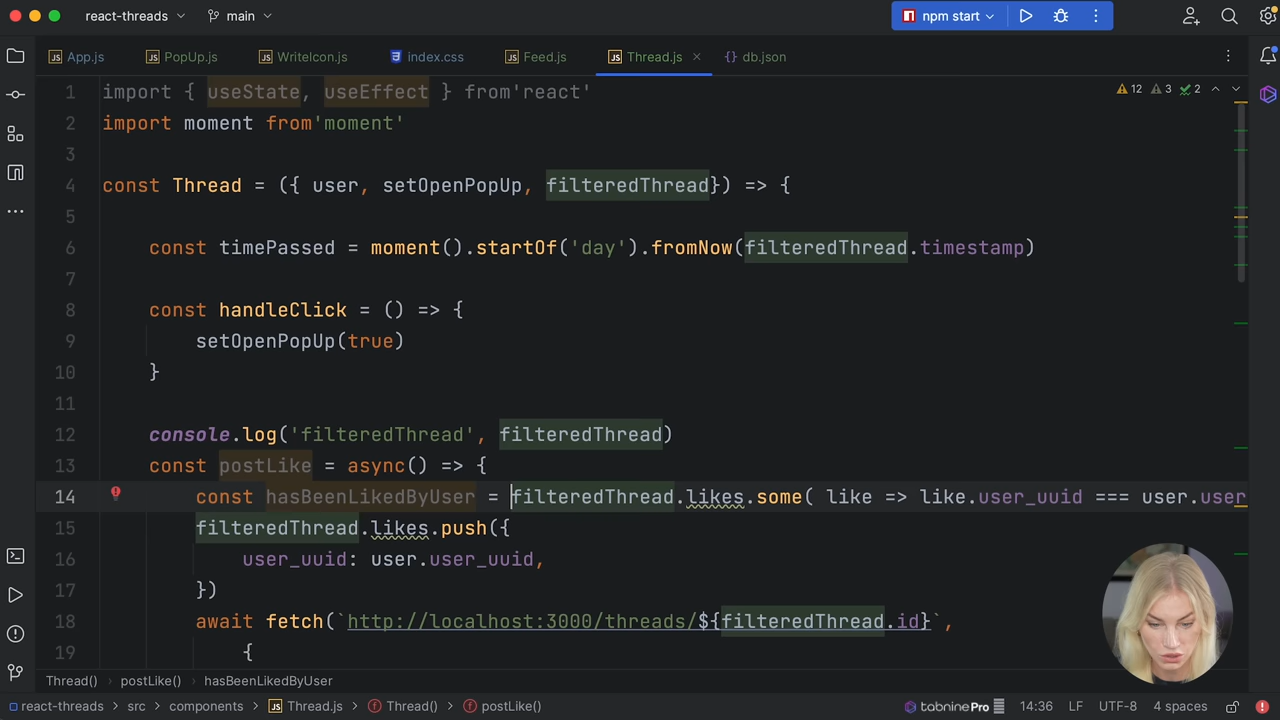 react-threads main npm start
App.js PopUp.js WriteIcon.js index.css Feed.js Thread.js db.json
1 import { useState, useEffect } from'react' 12 3 2
2 import moment from'moment'
3
4 const Thread = ({ user, setOpenPopUp, filteredThread}) => {
5
6 const timePassed = moment().startOf('day').fromNow(filteredThread.timestamp)
7
8 const handleClick = () => {
9 setOpenPopUp(true)
10 }
11
12 console.log('filteredThread', filteredThread)
13 const postLike = async() => {
14 const hasBeenLikedByUser = filteredThread.likes.some( like => like.user_uuid === user.user
15 filteredThread.likes.push({
16 user_uuid: user.user_uuid,
17 })
18 await fetch(`http://localhost:3000/threads/${filteredThread.id}`,
19 {
Thread() postLike() hasBeenLikedByUser
react-threads src components Thread.js Thread() postLike() tabnine Pro 14:36 LF UTF-8 4 spaces